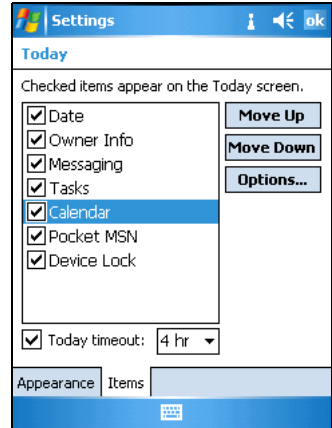 Settings ok
Today
Checked items appear on the Today screen.
Date
Owner Info
Messaging
Tasks
Calendar
Pocket MSN
Device Lock
Move Up
Move Down
Options...
Today timeout: 4 hr
Appearance Items